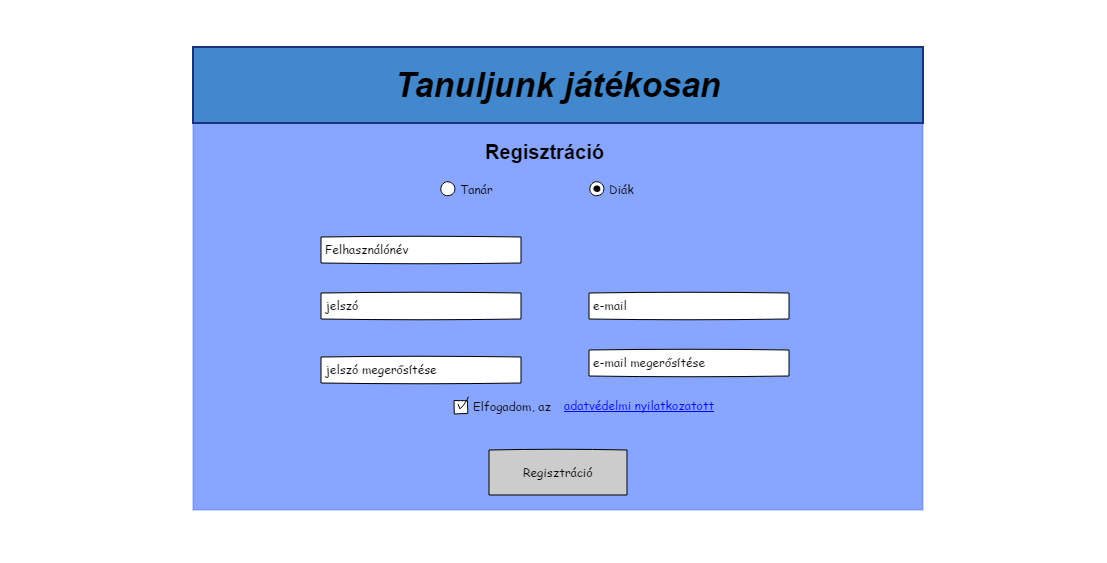 Tanuljunk játékosan
Regisztráció
Tanár Diák
Felhasználónév
jelszó e-mail
jelszó megerősítése e-mail megerősítése
Elfogadom, az adatvédelmi nyilatkozatott
Regisztráció